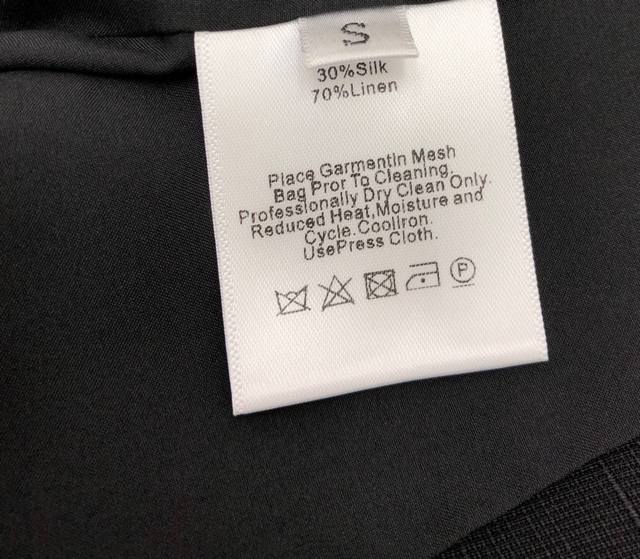 S
30%Silk
70%Linen
Place GarmentIn Mesh
Bag Pror To Cleaning.
Professionally Dry Clean Only.
Reduced Heat,Moisture and
Cycle.CoolIron.
UsePress Cloth.
P